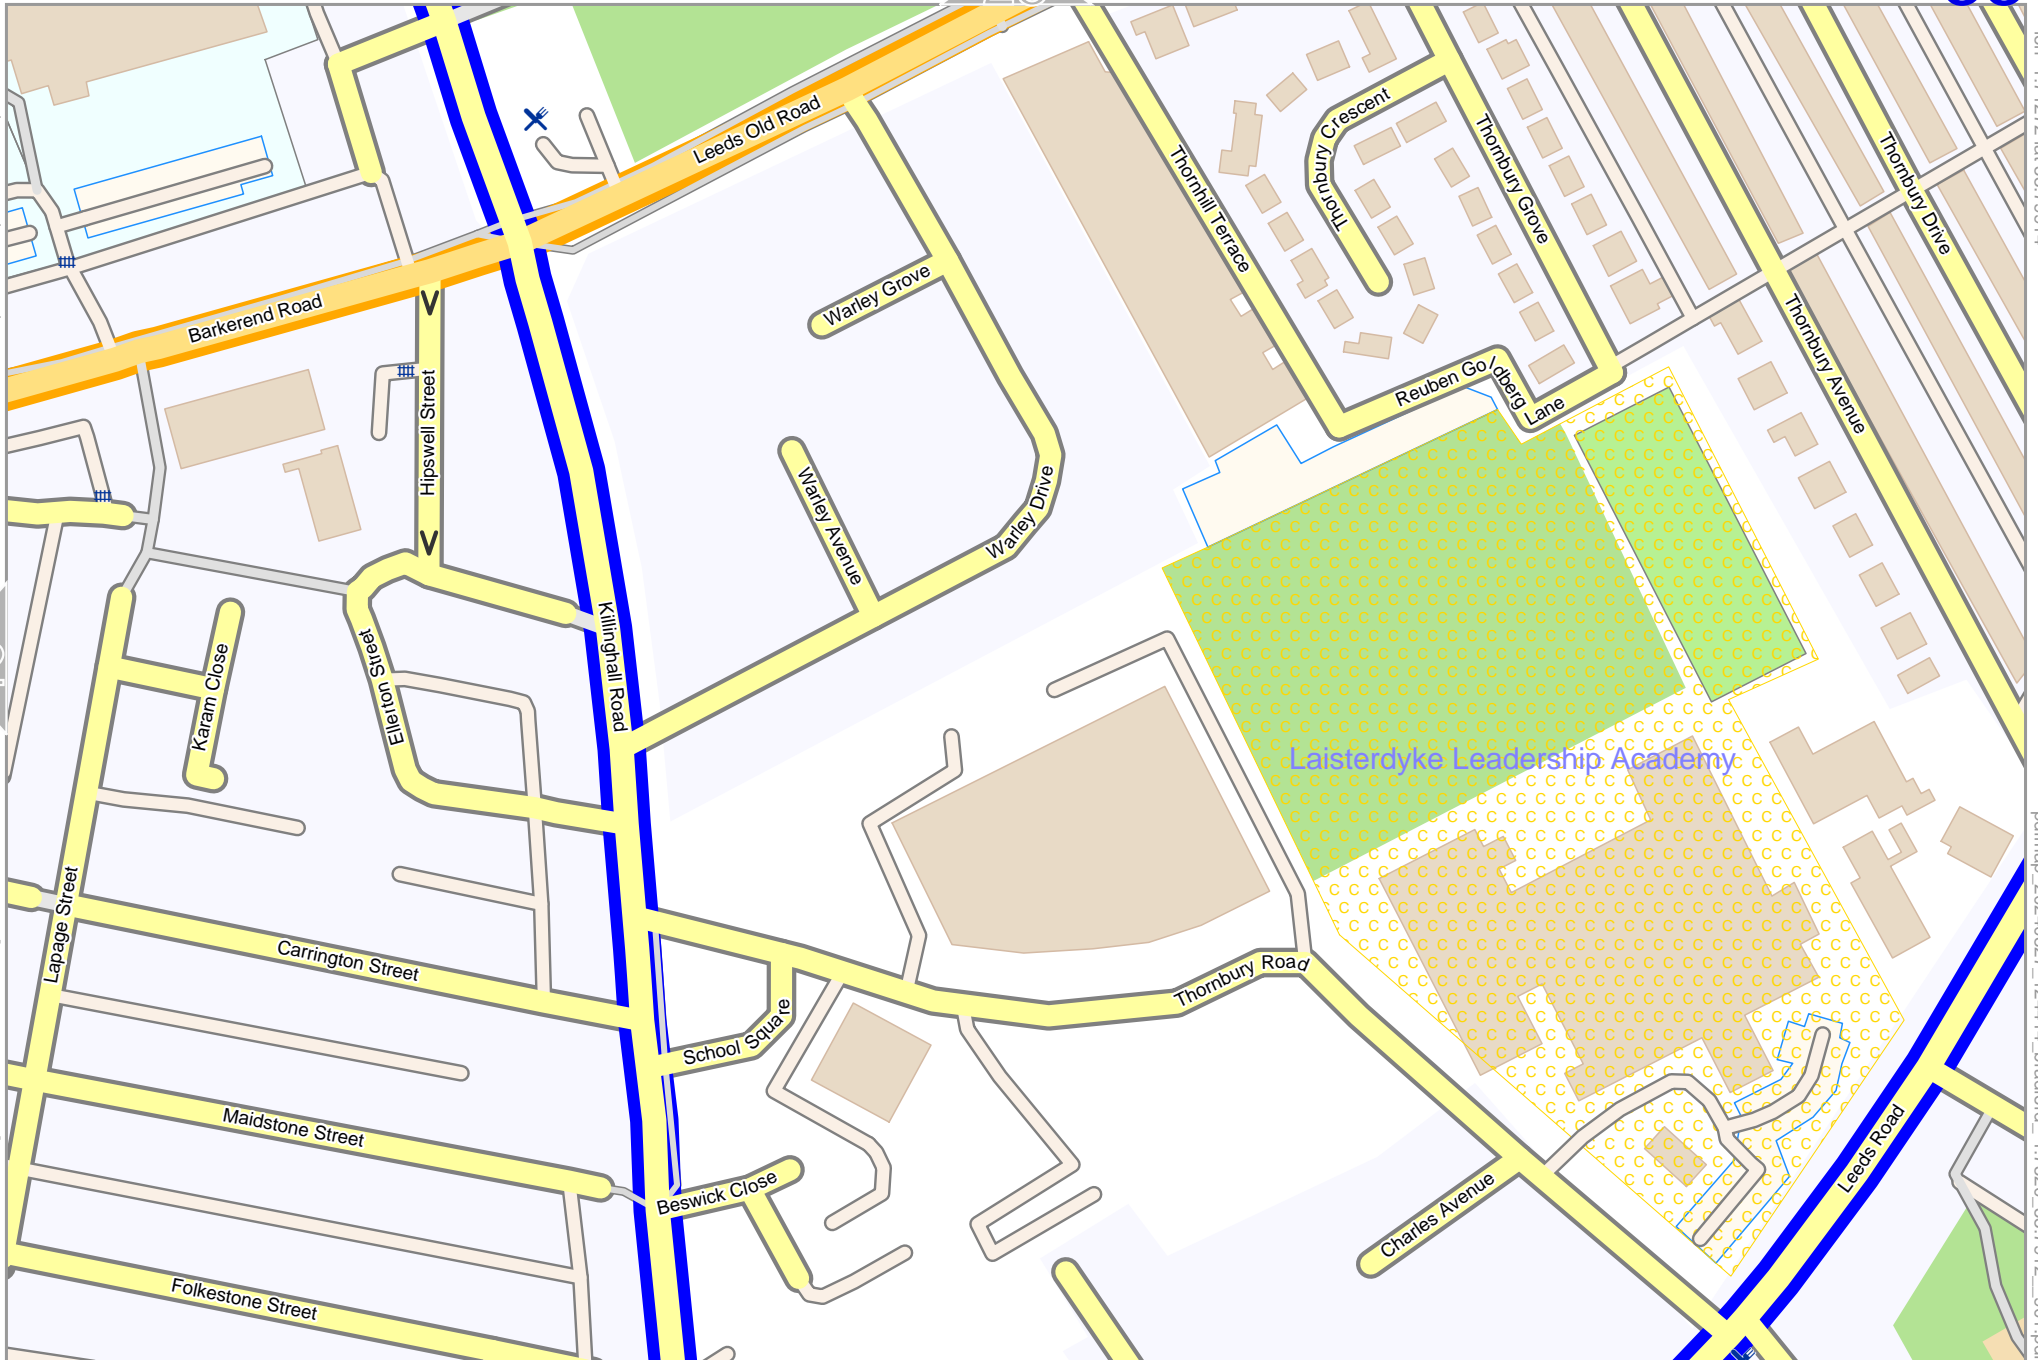 Leeds Old Road
Thornbury Crescent
Thornbury Grove
Thornbury Drive
Thornhill Terrace
Warley Grove
Barkerend Road
Thornbury Avenue
Hipswell Street
Reuben Goldberg Lane
Warley Avenue
Warley Drive
Killinghall Road
Ellerton Street
Karam Close
Laisterdyke Leadership Academy
Lapage Street
Carrington Street
Thornbury Road
School Square
Maidstone Street
Beswick Close
Leeds Road
Charles Avenue
Folkestone Street